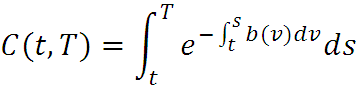 C(t,T) = ∫_t^T e^{-∫_t^s b(v)dv} ds